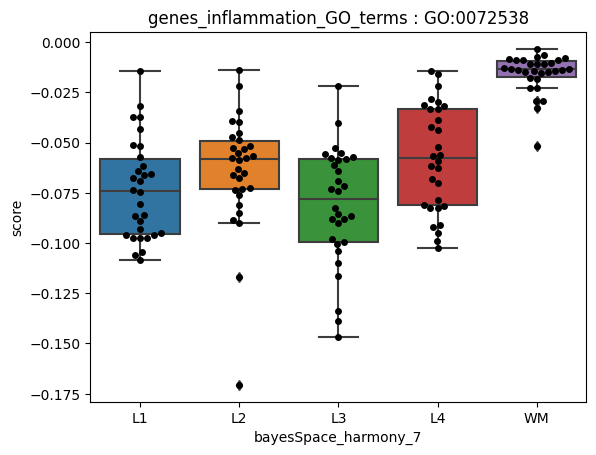 genes_inflammation_GO_terms : GO:0072538
0.000
−0.025
−0.050
−0.075
−0.100
−0.125
−0.150
−0.175
score
L1 L2 L3 L4 WM
bayesSpace_harmony_7